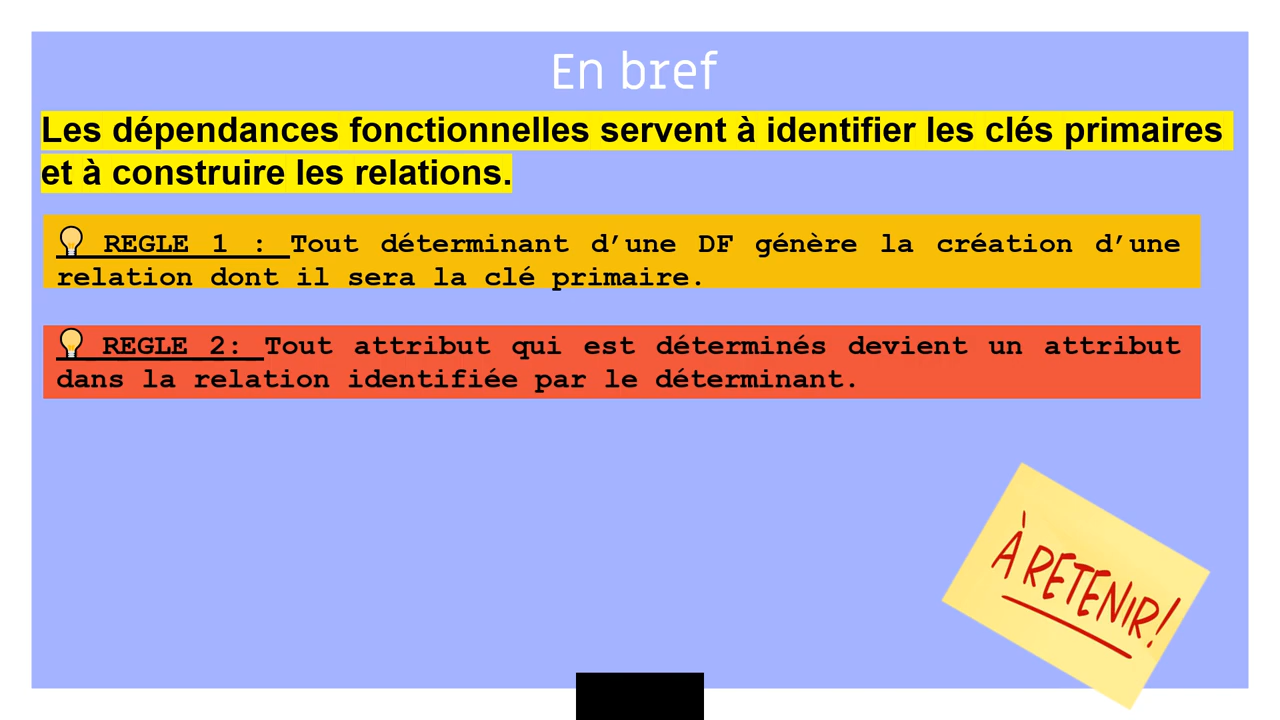 En bref
Les dépendances fonctionnelles servent à identifier les clés primaires
et à construire les relations.
REGLE 1 : Tout déterminant d’une DF génère la création d’une
relation dont il sera la clé primaire.
REGLE 2: Tout attribut qui est déterminés devient un attribut
dans la relation identifiée par le déterminant.
À RETENIR!